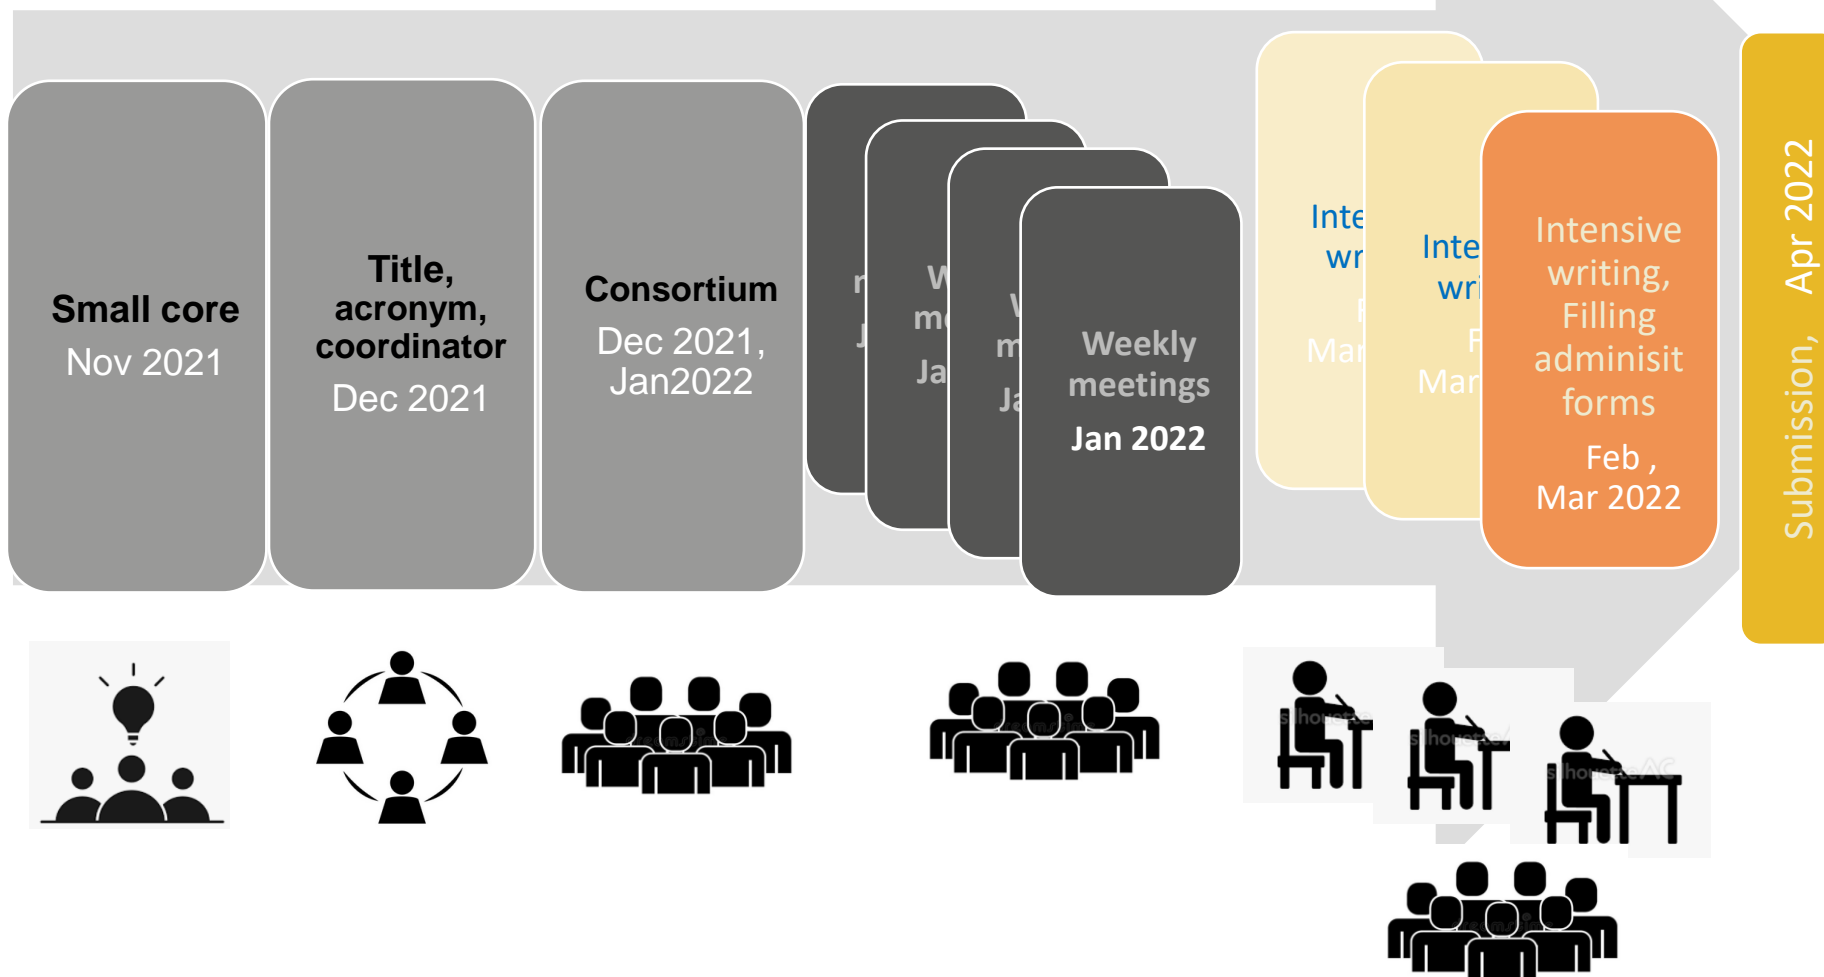 Small core
Nov 2021
Title,
acronym,
coordinator
Dec 2021
Consortium
Dec 2021,
Jan2022
Weekly
meetings
Jan 2022
Intensive
writing,
Filling
adminisit
forms
Feb ,
Mar 2022
Submission, Apr 2022